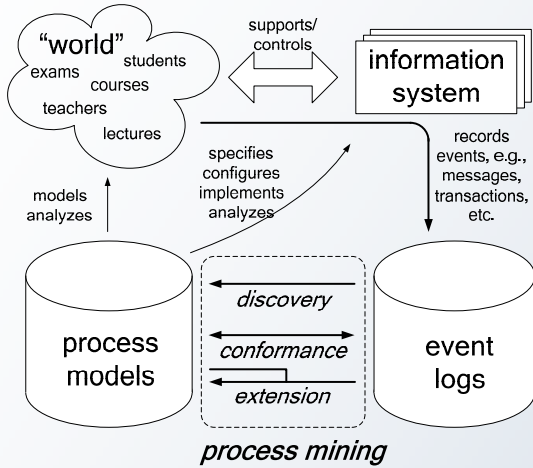 “world”
students
exams
courses
teachers
lectures
supports/
controls
information
system
models
analyzes
specifies
configures
implements
analyzes
records
events, e.g.,
messages,
transactions,
etc.
process
models
discovery
conformance
extension
event
logs
process mining